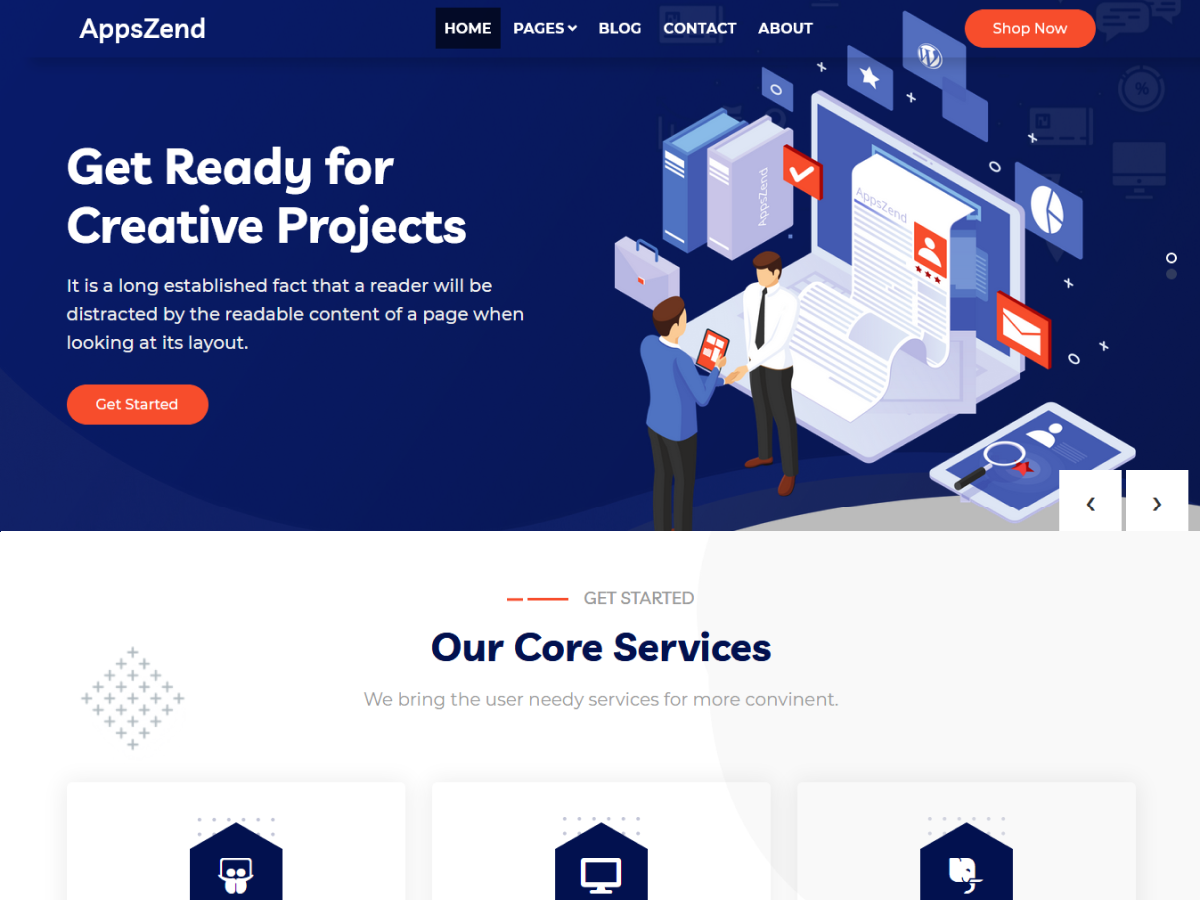 AppsZend
HOME PAGES BLOG CONTACT ABOUT
Shop Now
Get Ready for
Creative Projects
It is a long established fact that a reader will be
distracted by the readable content of a page when
looking at its layout.
Get Started
AppsZend
AppsZend
GET STARTED
Our Core Services
We bring the user needy services for more convinent.